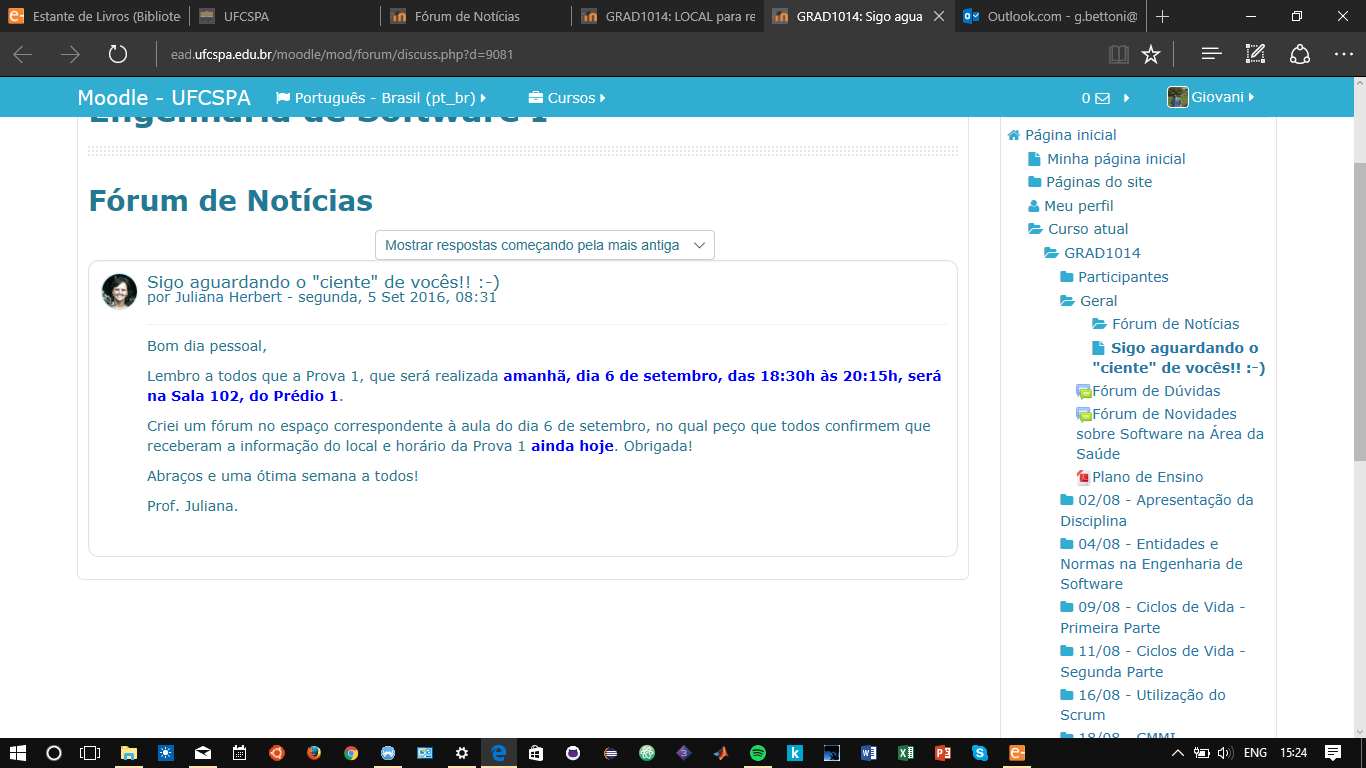 Estante de Livros (Bibliote
UFCSPA
Fórum de Notícias
GRAD1014: LOCAL para re
GRAD1014: Sigo agua
Outlook.com - g.bettoni@
ead.ufcspa.edu.br/moodle/mod/forum/discuss.php?d=9081
Moodle - UFCSPA
Português - Brasil (pt_br)
Cursos
0
Giovani
Engenharia de Software I
Fórum de Notícias
Mostrar respostas começando pela mais antiga
Sigo aguardando o "ciente" de vocês!! :-)
por Juliana Herbert - segunda, 5 Set 2016, 08:31
Bom dia pessoal,
Lembro a todos que a Prova 1, que será realizada amanhã, dia 6 de setembro, das 18:30h às 20:15h, será
na Sala 102, do Prédio 1.
Criei um fórum no espaço correspondente à aula do dia 6 de setembro, no qual peço que todos confirmem que
receberam a informação do local e horário da Prova 1 ainda hoje. Obrigada!
Abraços e uma ótima semana a todos!
Prof. Juliana.
Página inicial
Minha página inicial
Páginas do site
Meu perfil
Curso atual
GRAD1014
Participantes
Geral
Fórum de Notícias
Sigo aguardando o
"ciente" de vocês!! :-)
Fórum de Dúvidas
Fórum de Novidades
sobre Software na Área da
Saúde
Plano de Ensino
02/08 - Apresentação da
Disciplina
04/08 - Entidades e
Normas na Engenharia de
Software
09/08 - Ciclos de Vida -
Primeira Parte
11/08 - Ciclos de Vida -
Segunda Parte
16/08 - Utilização do
Scrum
18/08 - CMMI
ENG
15:24